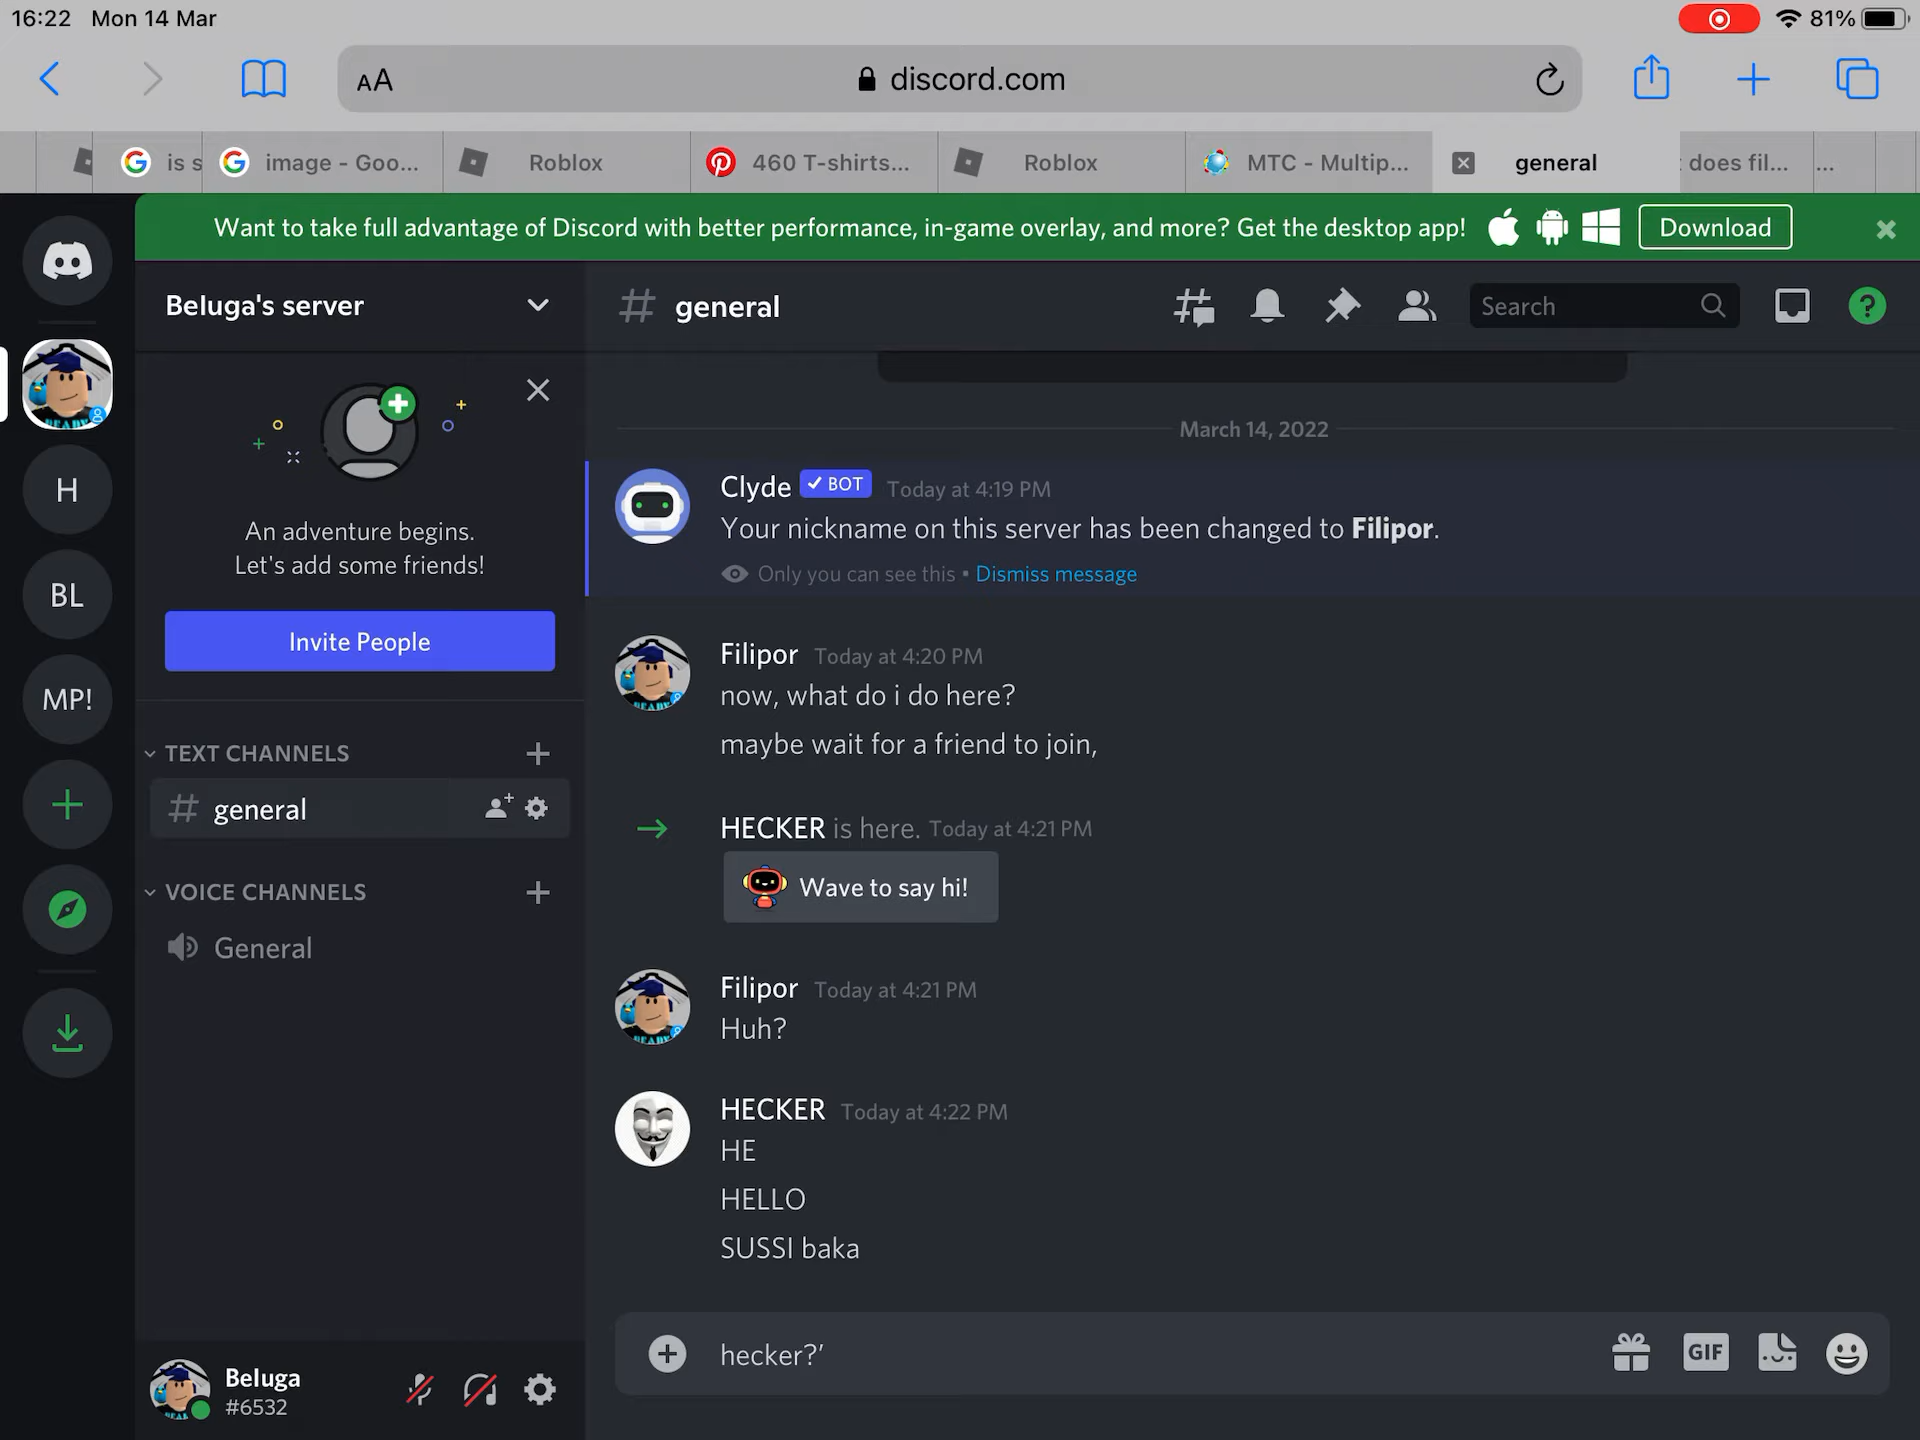 16:22 Mon 14 Mar
81%
AA
discord.com
is s
image - Goo...
Roblox
460 T-shirts...
Roblox
MTC - Multip...
general
does fil...
...
Want to take full advantage of Discord with better performance, in-game overlay, and more? Get the desktop app!
Download
Beluga's server
general
Search
?
An adventure begins.
Let's add some friends!
Invite People
H
BL
MP!
TEXT CHANNELS
general
VOICE CHANNELS
General
March 14, 2022
Clyde BOT Today at 4:19 PM
Your nickname on this server has been changed to Filipor.
Only you can see this • Dismiss message
Filipor Today at 4:20 PM
now, what do i do here?
maybe wait for a friend to join,
HECKER is here. Today at 4:21 PM
Wave to say hi!
Filipor Today at 4:21 PM
Huh?
HECKER Today at 4:22 PM
HE
HELLO
SUSSI baka
hecker?’
GIF
Beluga
#6532